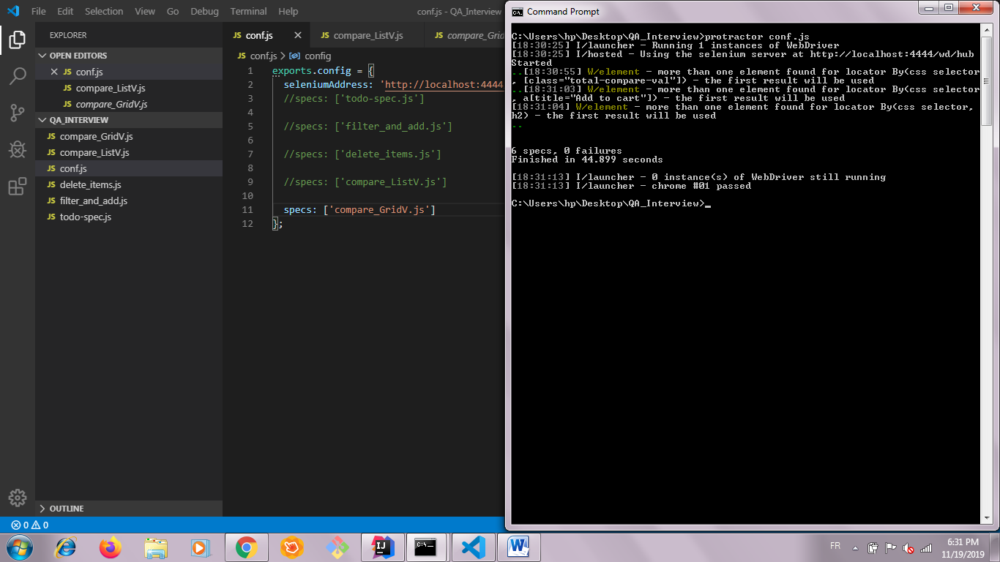 File Edit Selection View Go Debug Terminal Help conf.js - QA_Interview
EXPLORER
OPEN EDITORS
JS conf.js
JS compare_ListV.js
JS compare_GridV.js
QA_INTERVIEW
JS compare_GridV.js
JS compare_ListV.js
JS conf.js
JS delete_items.js
JS filter_and_add.js
JS todo-spec.js
OUTLINE
0 0
JS conf.js JS compare_ListV.js JS compare_Grid
JS conf.js > config
1 exports.config = {
2 seleniumAddress: 'http://localhost:4444
3 //specs: ['todo-spec.js']
4
5 //specs: ['filter_and_add.js']
6
7 //specs: ['delete_items.js']
8
9 //specs: ['compare_ListV.js']
10
11 specs: ['compare_GridV.js']
12 };
Command Prompt
C:\Users\hp\Desktop\QA_Interview>protractor conf.js
[18:30:25] I/launcher - Running 1 instances of WebDriver
[18:30:25] I/hosted - Using the selenium server at http://localhost:4444/wd/hub
Started
..[18:30:55] W/element - more than one element found for locator By(css selector
, [class="total-compare-val"]) - the first result will be used
..[18:31:03] W/element - more than one element found for locator By(css selector
, a[title="Add to cart"]) - the first result will be used
[18:31:04] W/element - more than one element found for locator By(css selector,
h2) - the first result will be used
..
6 specs, 0 failures
Finished in 44.899 seconds
[18:31:13] I/launcher - 0 instance(s) of WebDriver still running
[18:31:13] I/launcher - chrome #01 passed
C:\Users\hp\Desktop\QA_Interview>_
FR
6:31 PM
11/19/2019